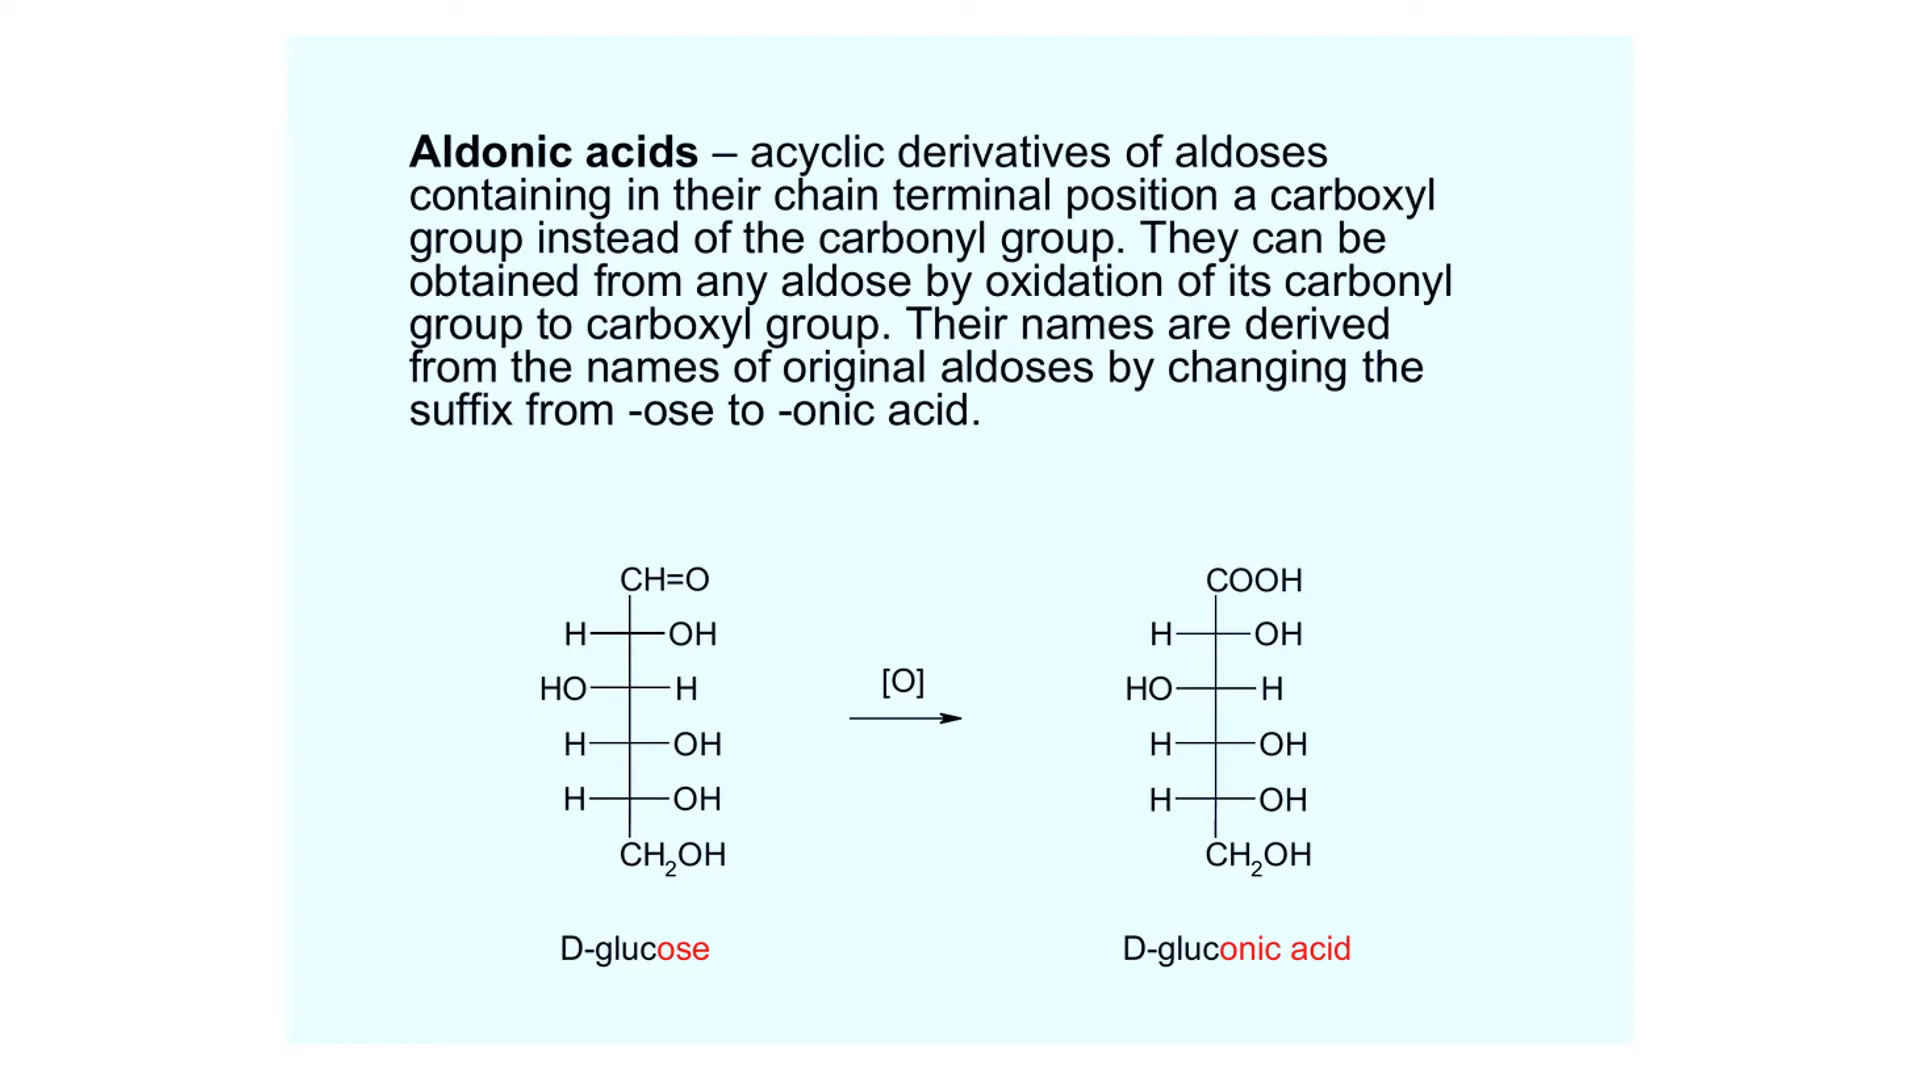 Aldonic acids – acyclic derivatives of aldoses
containing in their chain terminal position a carboxyl
group instead of the carbonyl group. They can be
obtained from any aldose by oxidation of its carbonyl
group to carboxyl group. Their names are derived
from the names of original aldoses by changing the
suffix from -ose to -onic acid.
CH=O
H OH
HO H
H OH
H OH
CH₂OH
D-glucose
[O]
COOH
H OH
HO H
H OH
H OH
CH₂OH
D-gluconic acid